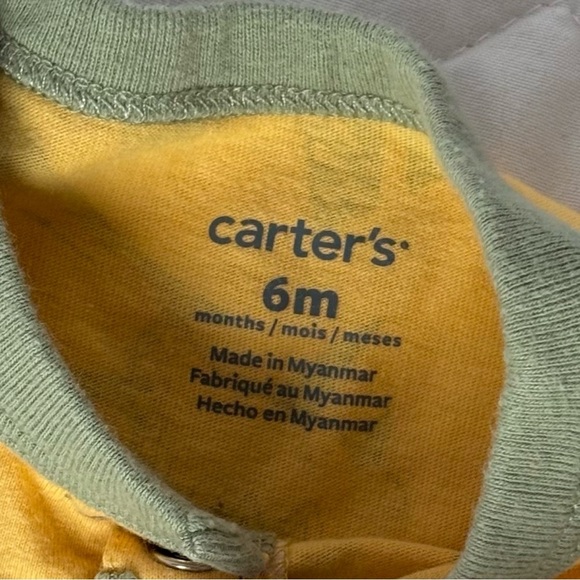 carter's
6m
months / mois / meses
Made in Myanmar
Fabriqué au Myanmar
Hecho en Myanmar